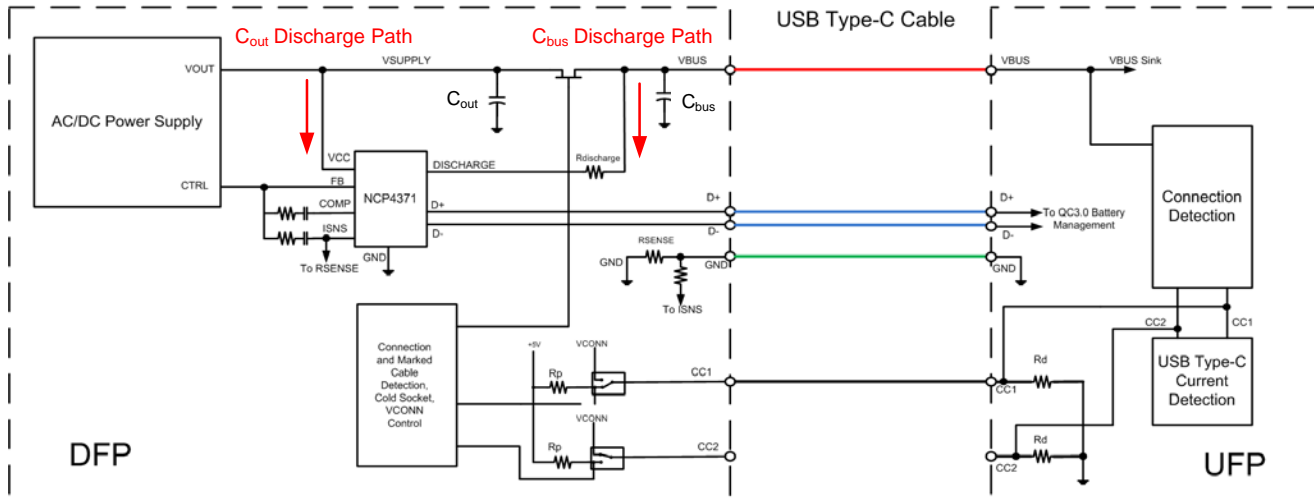 USB Type-C Cable
Cout Discharge Path
Cbus Discharge Path
VOUT
VSUPPLY
VBUS
VBUS
VBUS Sink
Cout
Cbus
AC/DC Power Supply
VCC
DISCHARGE
Rdischarge
CTRL
FB
NCP4371
COMP
D+
D+
D+
D-
D-
D-
To QC3.0 Battery
Management
Connection
Detection
ISNS
To RSENSE
GND
RSENSE
GND
GND
GND
To ISNS
CC2
CC1
Connection
and Marked
Cable
Detection,
Cold Socket,
VCONN
Control
+5V
VCONN
Rp
CC1
CC1
Rd
USB Type-C
Current
Detection
VCONN
Rp
CC2
CC2
Rd
DFP
UFP